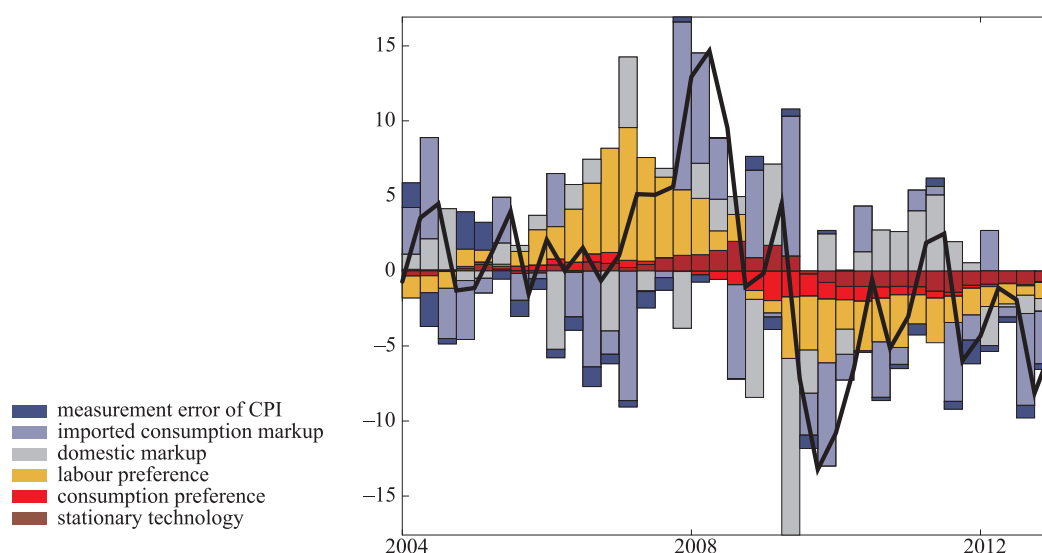 15
10
5
0
−5
−10
−15
2004
2008
2012
measurement error of CPI
imported consumption markup
domestic markup
labour preference
consumption preference
stationary technology